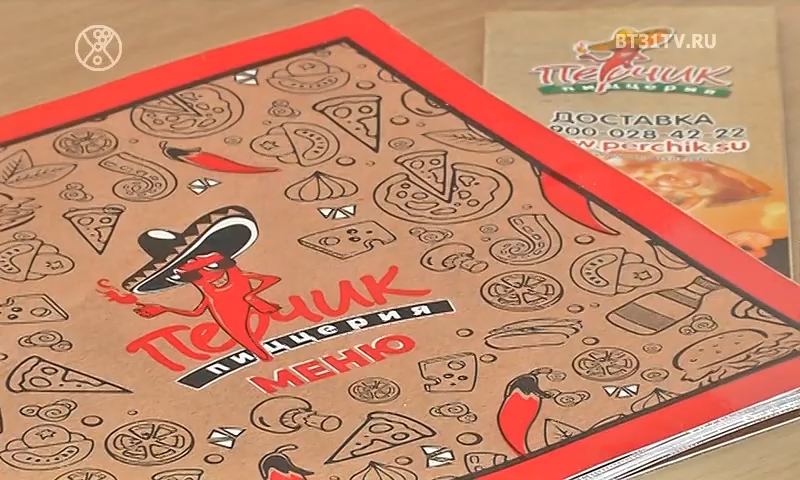 BT31TV.RU
Перчик
пиццерия
ДОСТАВКА
900-028-42-22
www.perchik.su
Перчик
пиццерия
МЕНЮ